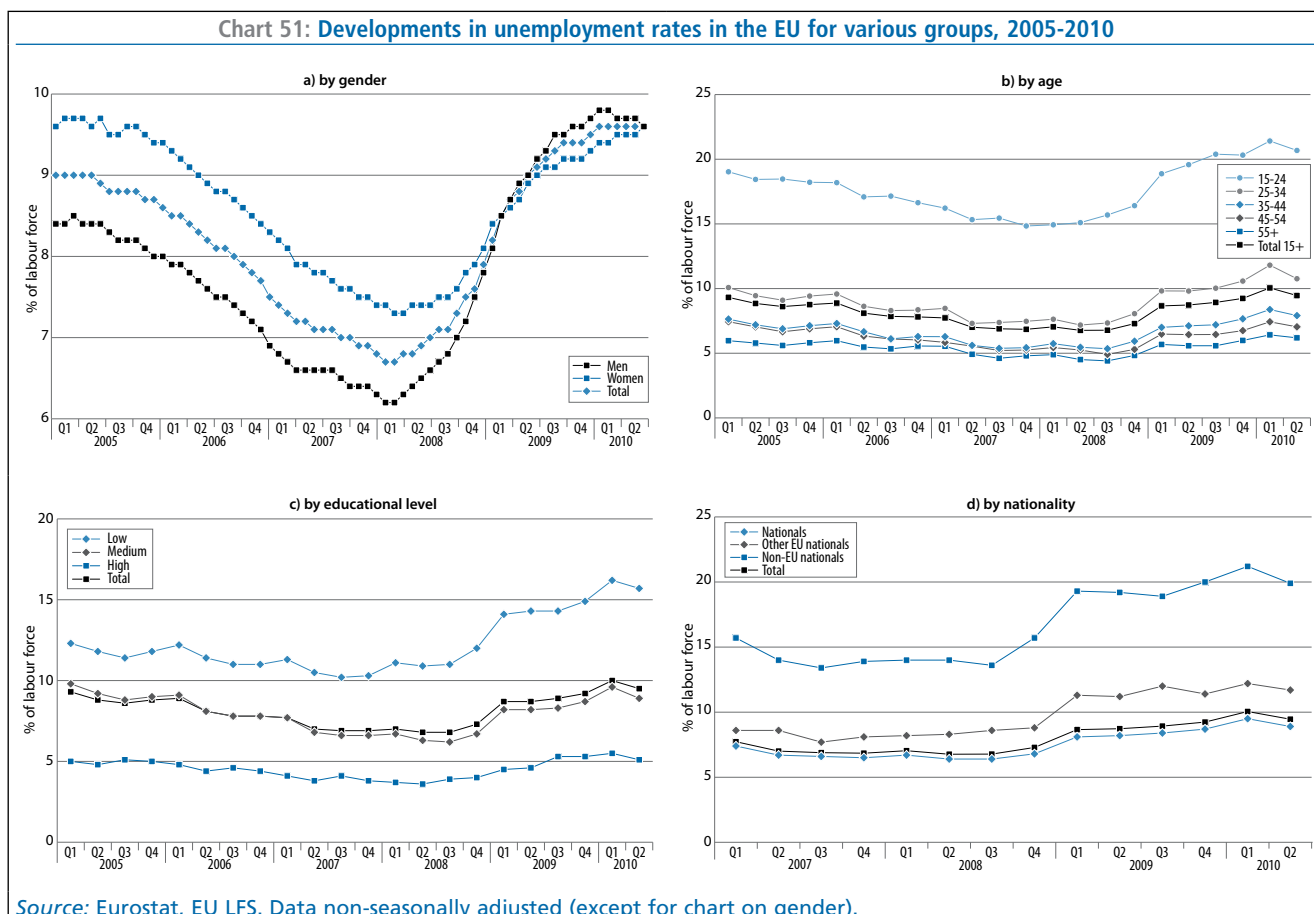 Chart 51: Developments in unemployment rates in the EU for various groups, 2005-2010
a) by gender
% of labour force
10
9
8
7
6
Men
Women
Total
Q1 Q2 Q3 Q4 Q1 Q2 Q3 Q4 Q1 Q2 Q3 Q4 Q1 Q2 Q3 Q4 Q1 Q2 Q3 Q4 Q1 Q2
2005 2006 2007 2008 2009 2010
b) by age
% of labour force
25
20
15
10
5
0
15-24
25-34
35-44
45-54
55+
Total 15+
Q1 Q2 Q3 Q4 Q1 Q2 Q3 Q4 Q1 Q2 Q3 Q4 Q1 Q2 Q3 Q4 Q1 Q2 Q3 Q4 Q1 Q2
2005 2006 2007 2008 2009 2010
c) by educational level
% of labour force
20
15
10
5
0
Low
Medium
High
Total
Q1 Q2 Q3 Q4 Q1 Q2 Q3 Q4 Q1 Q2 Q3 Q4 Q1 Q2 Q3 Q4 Q1 Q2 Q3 Q4 Q1 Q2
2005 2006 2007 2008 2009 2010
d) by nationality
% of labour force
25
20
15
10
5
0
Nationals
Other EU nationals
Non-EU nationals
Total
Q1 Q2 Q3 Q4 Q1 Q2 Q3 Q4 Q1 Q2 Q3 Q4 Q1 Q2
2007 2008 2009 2010
Source: Eurostat, EU LFS. Data non-seasonally adjusted (except for chart on gender).